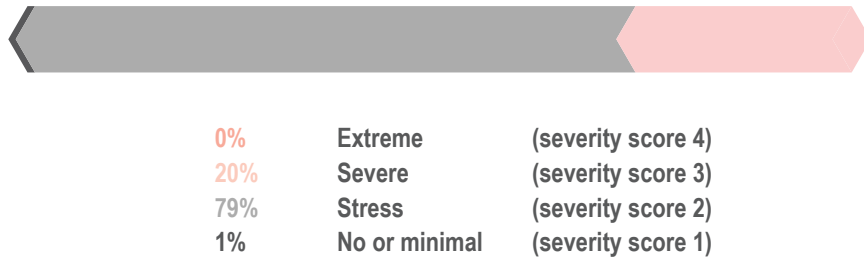 0% Extreme (severity score 4)
20% Severe (severity score 3)
79% Stress (severity score 2)
1% No or minimal (severity score 1)